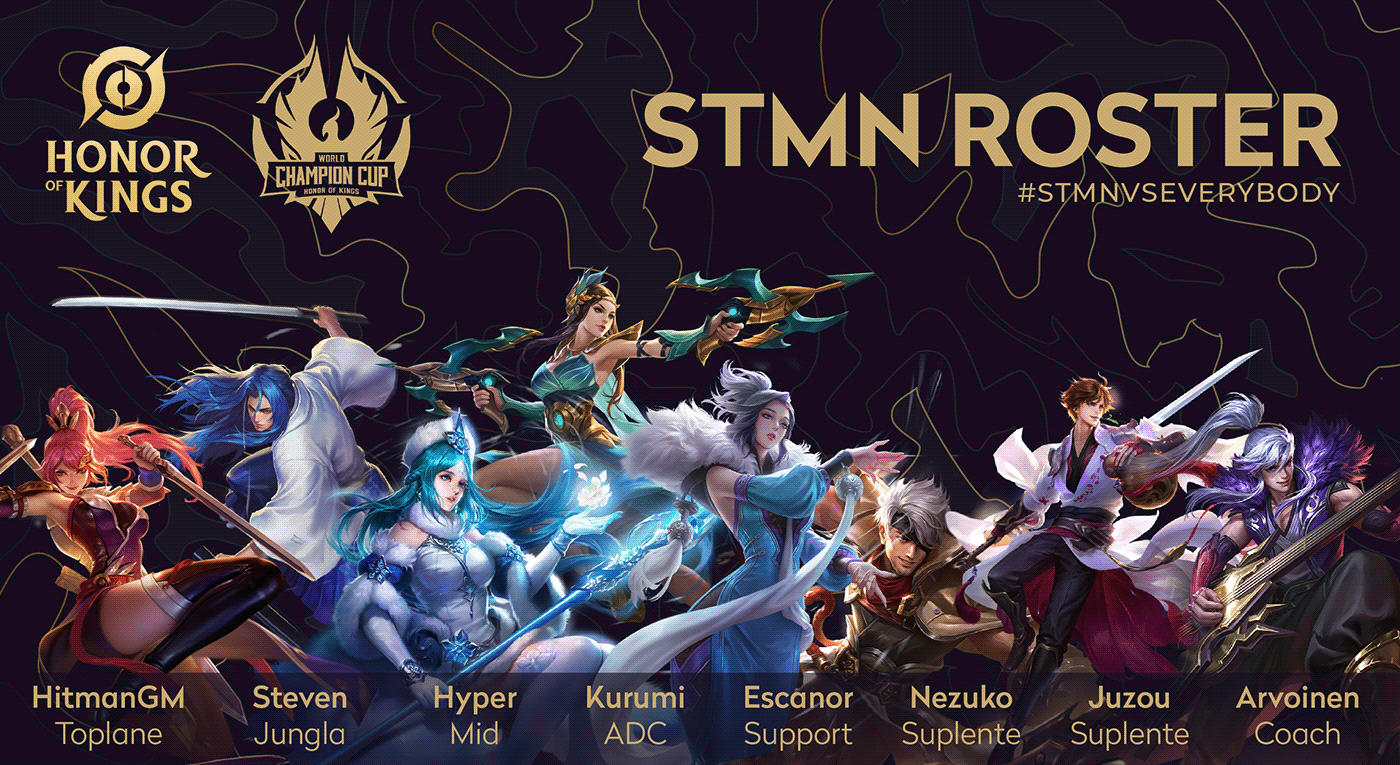 HONOR
OF KINGS
WORLD
CHAMPION CUP
HONOR OF KINGS
STMN ROSTER
#STMNVSEVERYBODY
HitmanGM
Toplane
Steven
Jungla
Hyper
Mid
Kurumi
ADC
Escanor
Support
Nezuko
Suplente
Juzou
Suplente
Arvoinen
Coach